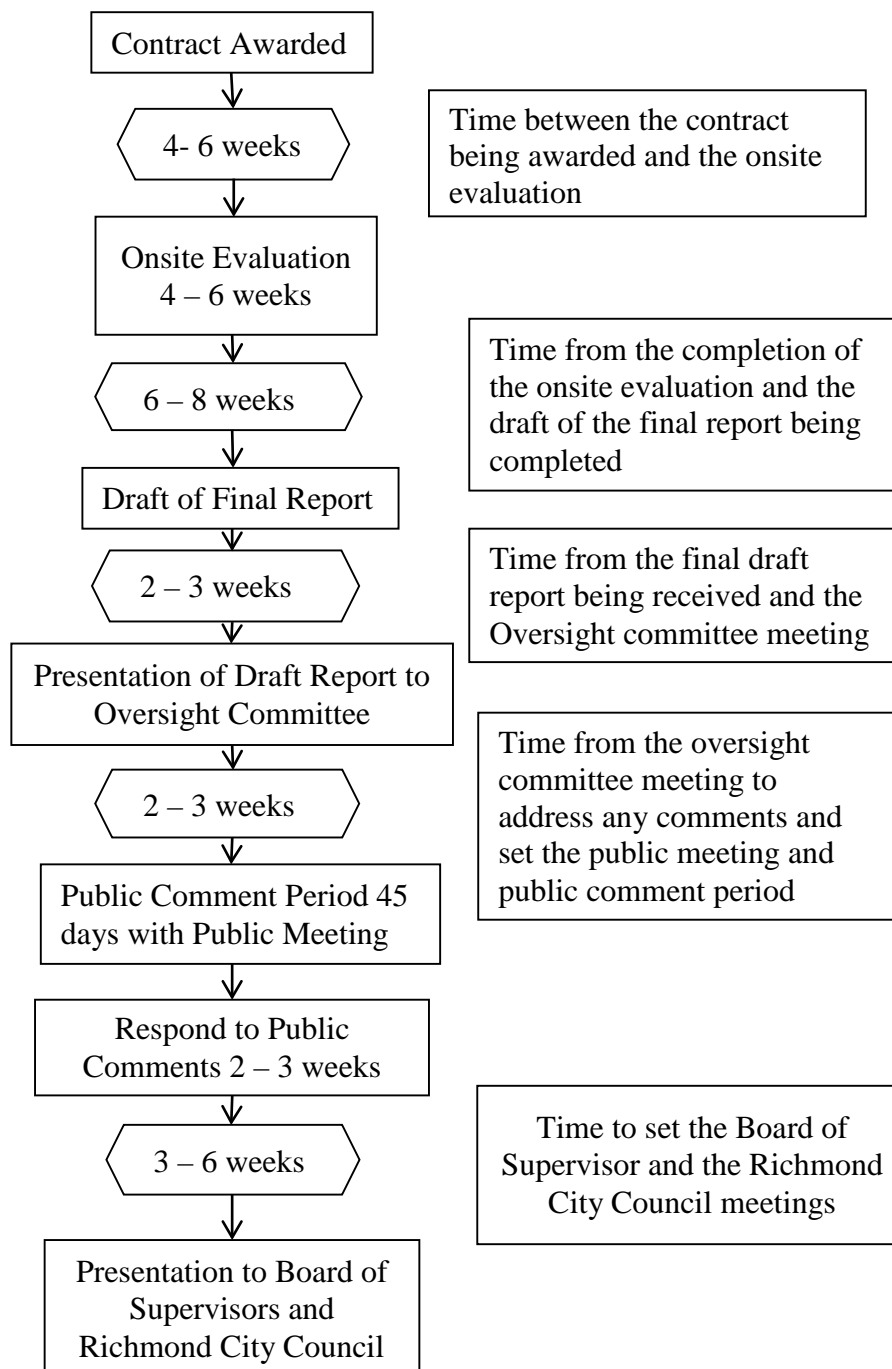 Contract Awarded
4- 6 weeks
Time between the contract
being awarded and the onsite
evaluation
Onsite Evaluation
4 – 6 weeks
6 – 8 weeks
Time from the completion of
the onsite evaluation and the
draft of the final report being
completed
Draft of Final Report
2 – 3 weeks
Time from the final draft
report being received and the
Oversight committee meeting
Presentation of Draft Report to
Oversight Committee
2 – 3 weeks
Time from the oversight
committee meeting to
address any comments and
set the public meeting and
public comment period
Public Comment Period 45
days with Public Meeting
Respond to Public
Comments 2 – 3 weeks
3 – 6 weeks
Time to set the Board of
Supervisor and the Richmond
City Council meetings
Presentation to Board of
Supervisors and
Richmond City Council